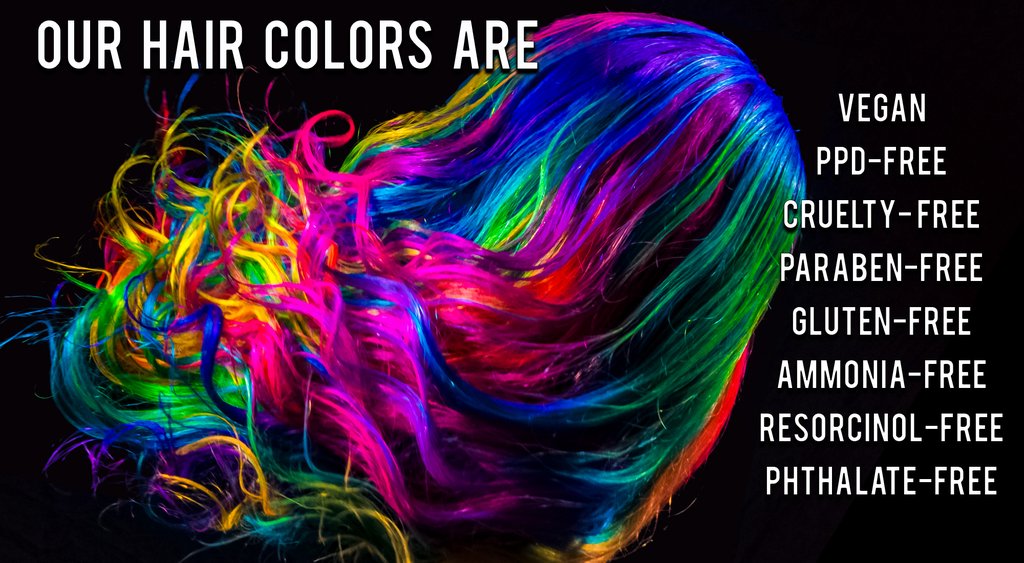 OUR HAIR COLORS ARE
VEGAN
PPD-FREE
CRUELTY-FREE
PARABEN-FREE
GLUTEN-FREE
AMMONIA-FREE
RESORCINOL-FREE
PHTHALATE-FREE